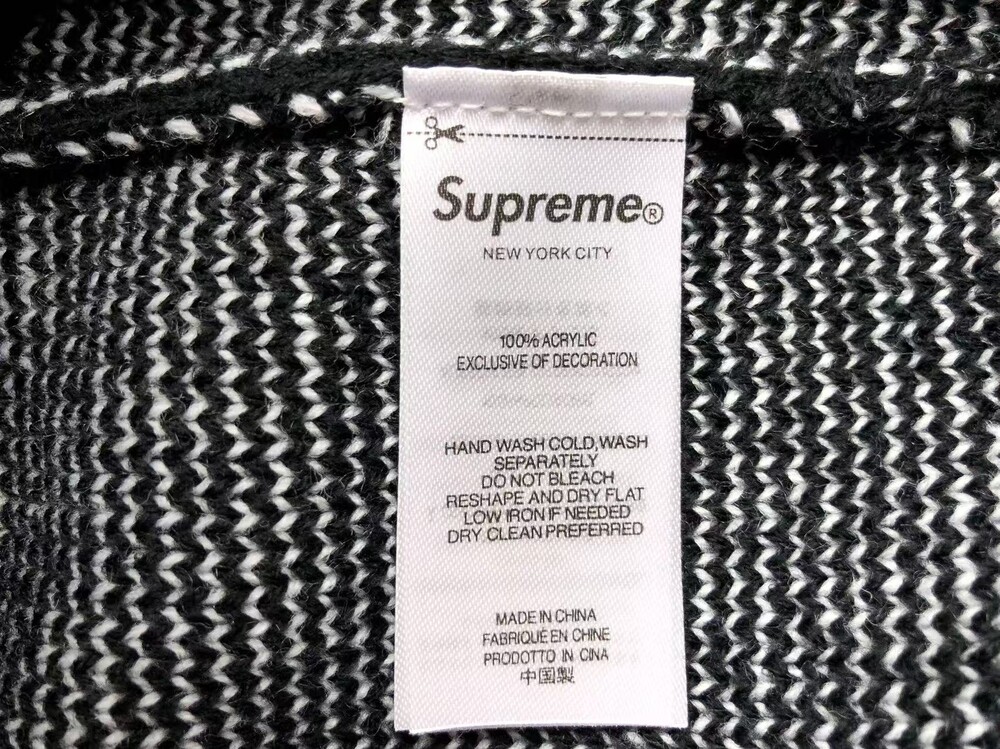 Supreme®
NEW YORK CITY
100% ACRYLIC
EXCLUSIVE OF DECORATION
HAND WASH COLD, WASH
SEPARATELY
DO NOT BLEACH
RESHAPE AND DRY FLAT
LOW IRON IF NEEDED
DRY CLEAN PREFERRED
MADE IN CHINA
FABRIQUÉ EN CHINE
PRODOTTO IN CINA
中国製